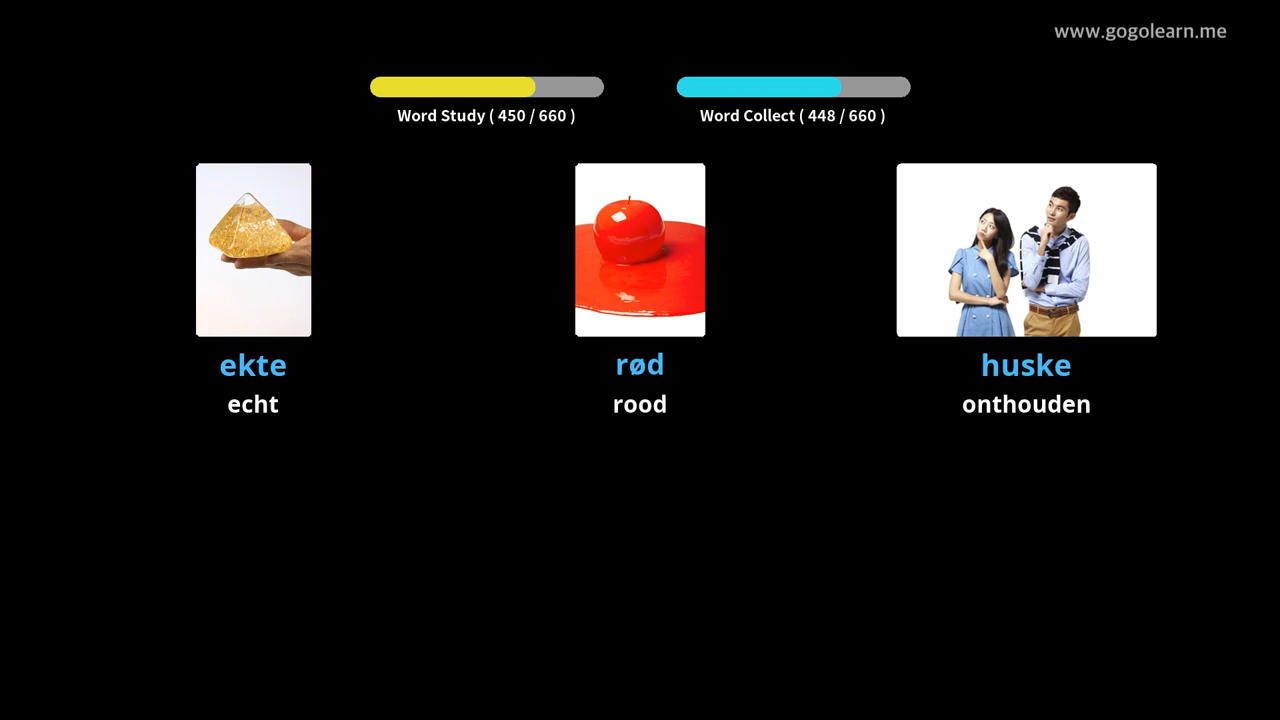 www.gogolearn.me
Word Study ( 450 / 660 )
Word Collect ( 448 / 660 )
ekte
echt
rød
rood
huske
onthouden